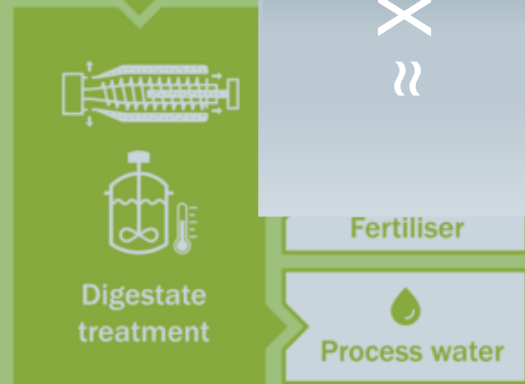 X
≈
Fertiliser
Digestate
treatment
Process water